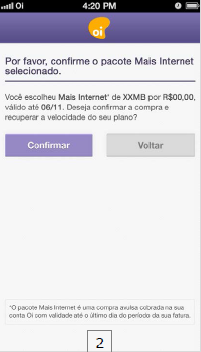 oi Oi 4:20 PM
oi
Por favor, confirme o pacote Mais Internet
selecionado.
Você escolheu Mais Internet* de XXMB por R$00,00,
válido até 06/11. Deseja confirmar a compra e
recuperar a velocidade do seu plano?
Confirmar Voltar
*O pacote Mais Internet é uma compra avulsa cobrada na sua
conta Oi com validade até o último dia do período da sua fatura.
2